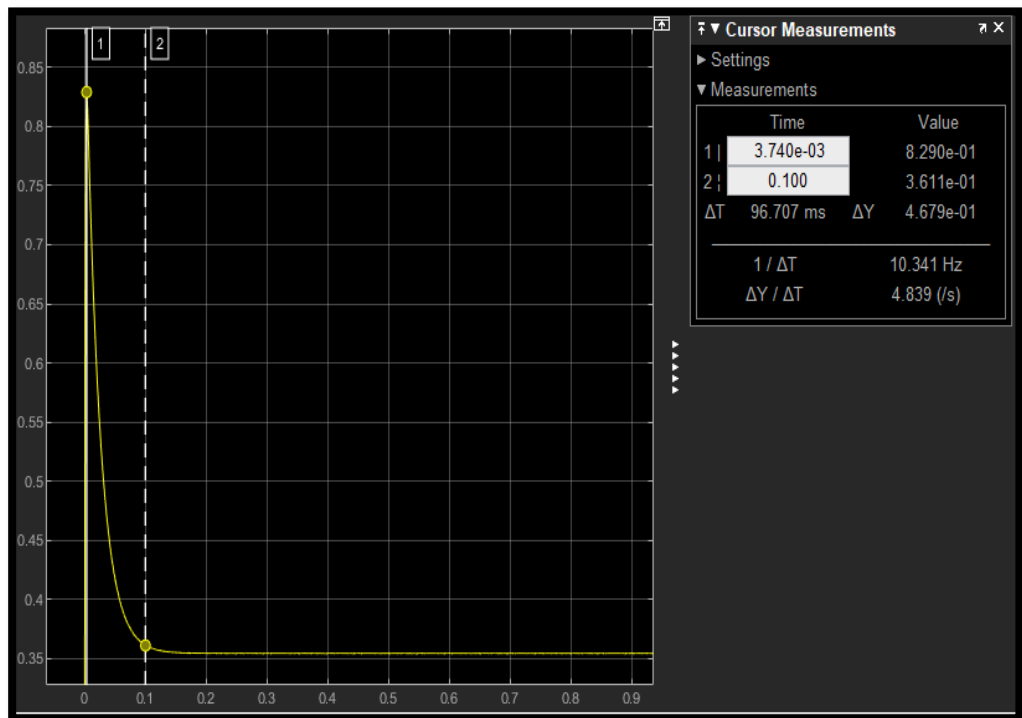 1 2
0.85
0.8
0.75
0.7
0.65
0.6
0.55
0.5
0.45
0.4
0.35
0 0.1 0.2 0.3 0.4 0.5 0.6 0.7 0.8 0.9
Cursor Measurements
Settings
Measurements
Time Value
1 | 3.740e-03 8.290e-01
2 ¦ 0.100 3.611e-01
ΔT 96.707 ms ΔY 4.679e-01
1 / ΔT 10.341 Hz
ΔY / ΔT 4.839 (/s)